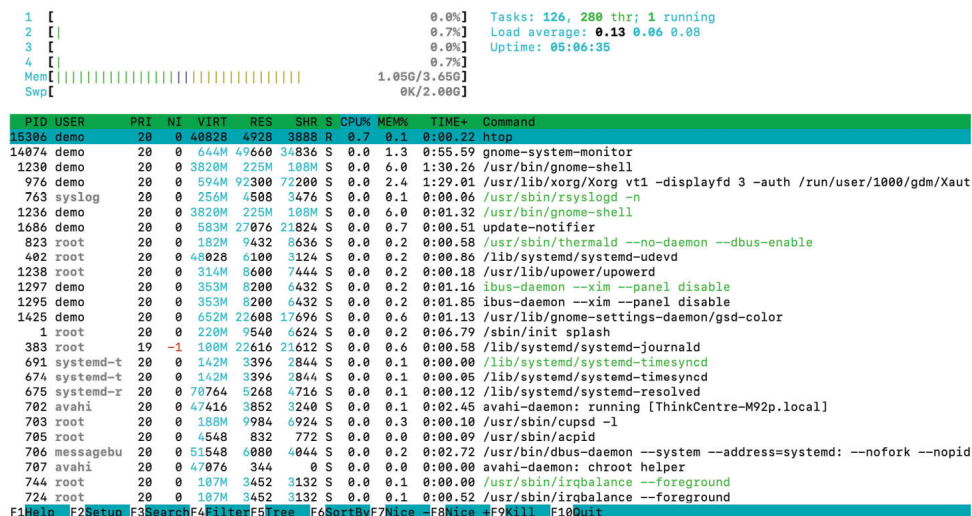 1 [ 0.0%] Tasks: 126, 280 thr; 1 running
2 [| 0.7%] Load average: 0.13 0.06 0.08
3 [ 0.0%] Uptime: 05:06:35
4 [| 0.7%]
Mem[||||||||||||||||||||||||||||||||| 1.05G/3.65G]
Swp[ 0K/2.00G]
PID USER PRI NI VIRT RES SHR S CPU% MEM% TIME+ Command
15306 demo 20 0 40828 4928 3888 R 0.7 0.1 0:00.22 htop
14074 demo 20 0 644M 49660 34836 S 0.0 1.3 0:55.59 gnome-system-monitor
1230 demo 20 0 3820M 225M 108M S 0.0 6.0 1:30.26 /usr/bin/gnome-shell
976 demo 20 0 594M 92300 72200 S 0.0 2.4 1:29.01 /usr/lib/xorg/Xorg vt1 -displayfd 3 -auth /run/user/1000/gdm/Xaut
763 syslog 20 0 256M 4508 3476 S 0.0 0.1 0:00.06 /usr/sbin/rsyslogd -n
1236 demo 20 0 3820M 225M 108M S 0.0 6.0 0:01.32 /usr/bin/gnome-shell
1686 demo 20 0 583M 27076 21824 S 0.0 0.7 0:00.51 update-notifier
823 root 20 0 182M 9432 8636 S 0.0 0.2 0:00.58 /usr/sbin/thermald --no-daemon --dbus-enable
402 root 20 0 48028 6100 3124 S 0.0 0.2 0:00.86 /lib/systemd/systemd-udevd
1238 root 20 0 314M 8600 7444 S 0.0 0.2 0:00.18 /usr/lib/upower/upowerd
1297 demo 20 0 353M 8200 6432 S 0.0 0.2 0:01.16 ibus-daemon --xim --panel disable
1295 demo 20 0 353M 8200 6432 S 0.0 0.2 0:01.85 ibus-daemon --xim --panel disable
1425 demo 20 0 652M 22608 17696 S 0.0 0.6 0:01.13 /usr/lib/gnome-settings-daemon/gsd-color
1 root 20 0 220M 9540 6624 S 0.0 0.2 0:06.79 /sbin/init splash
383 root 19 -1 100M 22616 21612 S 0.0 0.6 0:00.58 /lib/systemd/systemd-journald
691 systemd-t 20 0 142M 3396 2844 S 0.0 0.1 0:00.00 /lib/systemd/systemd-timesyncd
674 systemd-t 20 0 142M 3396 2844 S 0.0 0.1 0:00.05 /lib/systemd/systemd-timesyncd
675 systemd-r 20 0 70764 5268 4716 S 0.0 0.1 0:00.12 /lib/systemd/systemd-resolved
702 avahi 20 0 47416 3852 3240 S 0.0 0.1 0:02.45 avahi-daemon: running [ThinkCentre-M92p.local]
703 root 20 0 188M 9984 6924 S 0.0 0.3 0:00.10 /usr/sbin/cupsd -l
705 root 20 0 4548 832 772 S 0.0 0.0 0:00.09 /usr/sbin/acpid
706 messagebu 20 0 51548 6080 4044 S 0.0 0.2 0:02.72 /usr/bin/dbus-daemon --system --address=systemd: --nofork --nopid
707 avahi 20 0 47076 344 0 S 0.0 0.0 0:00.00 avahi-daemon: chroot helper
744 root 20 0 107M 3452 3132 S 0.0 0.1 0:00.00 /usr/sbin/irqbalance --foreground
724 root 20 0 107M 3452 3132 S 0.0 0.1 0:00.52 /usr/sbin/irqbalance --foreground
F1Help F2Setup F3SearchF4FilterF5Tree F6SortByF7Nice -F8Nice +F9Kill F10Quit